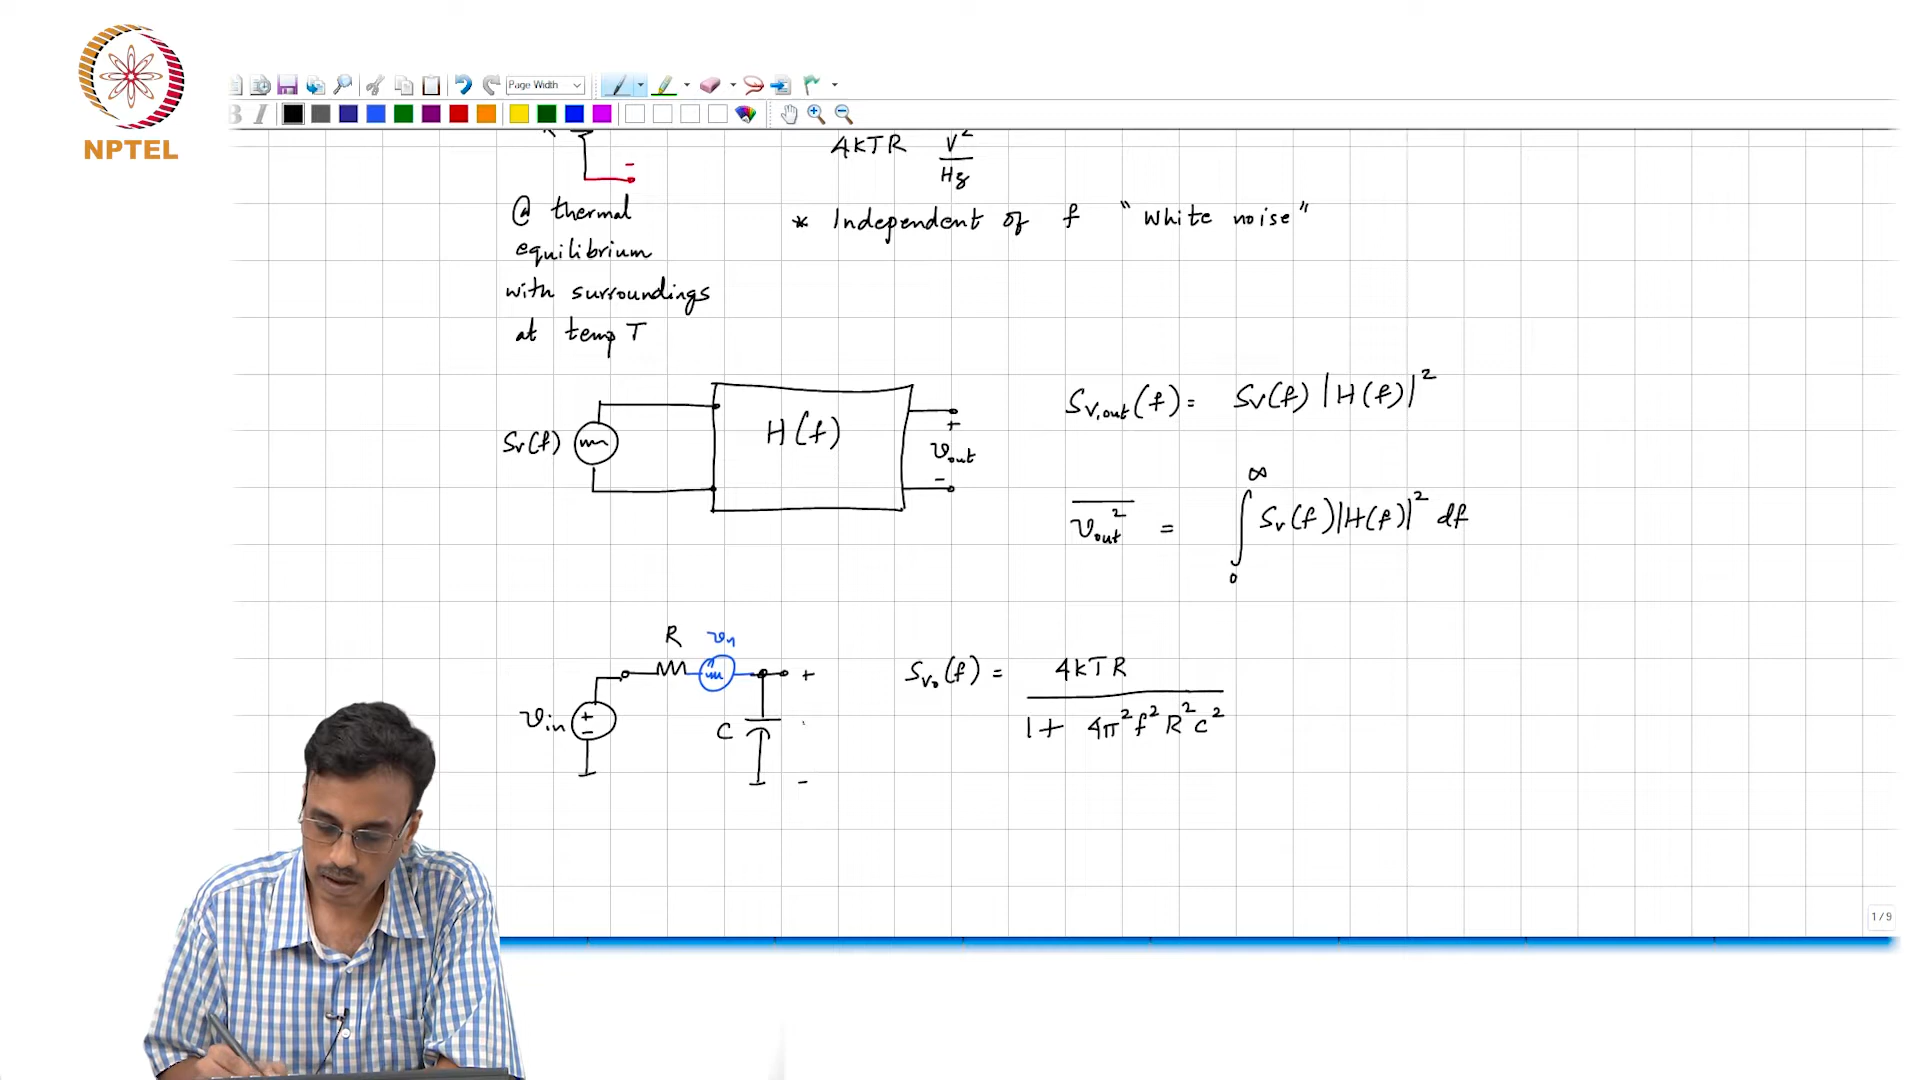 NPTEL
Page Width
B I
4KTR V²/Hz
@ thermal
equilibrium
with surroundings
at temp T
* Independent of f "White noise"
-
Sv(f)
H(f)
+
vout
-
Sv,out(f) = Sv(f) |H(f)|²
v̅o̅u̅t̅² = ∫₀^∞ Sv(f)|H(f)|² df
R vn
vin
+
-
C
+
-
Svo(f) = 4KTR / 1 + 4π²f²R²C²
1/9